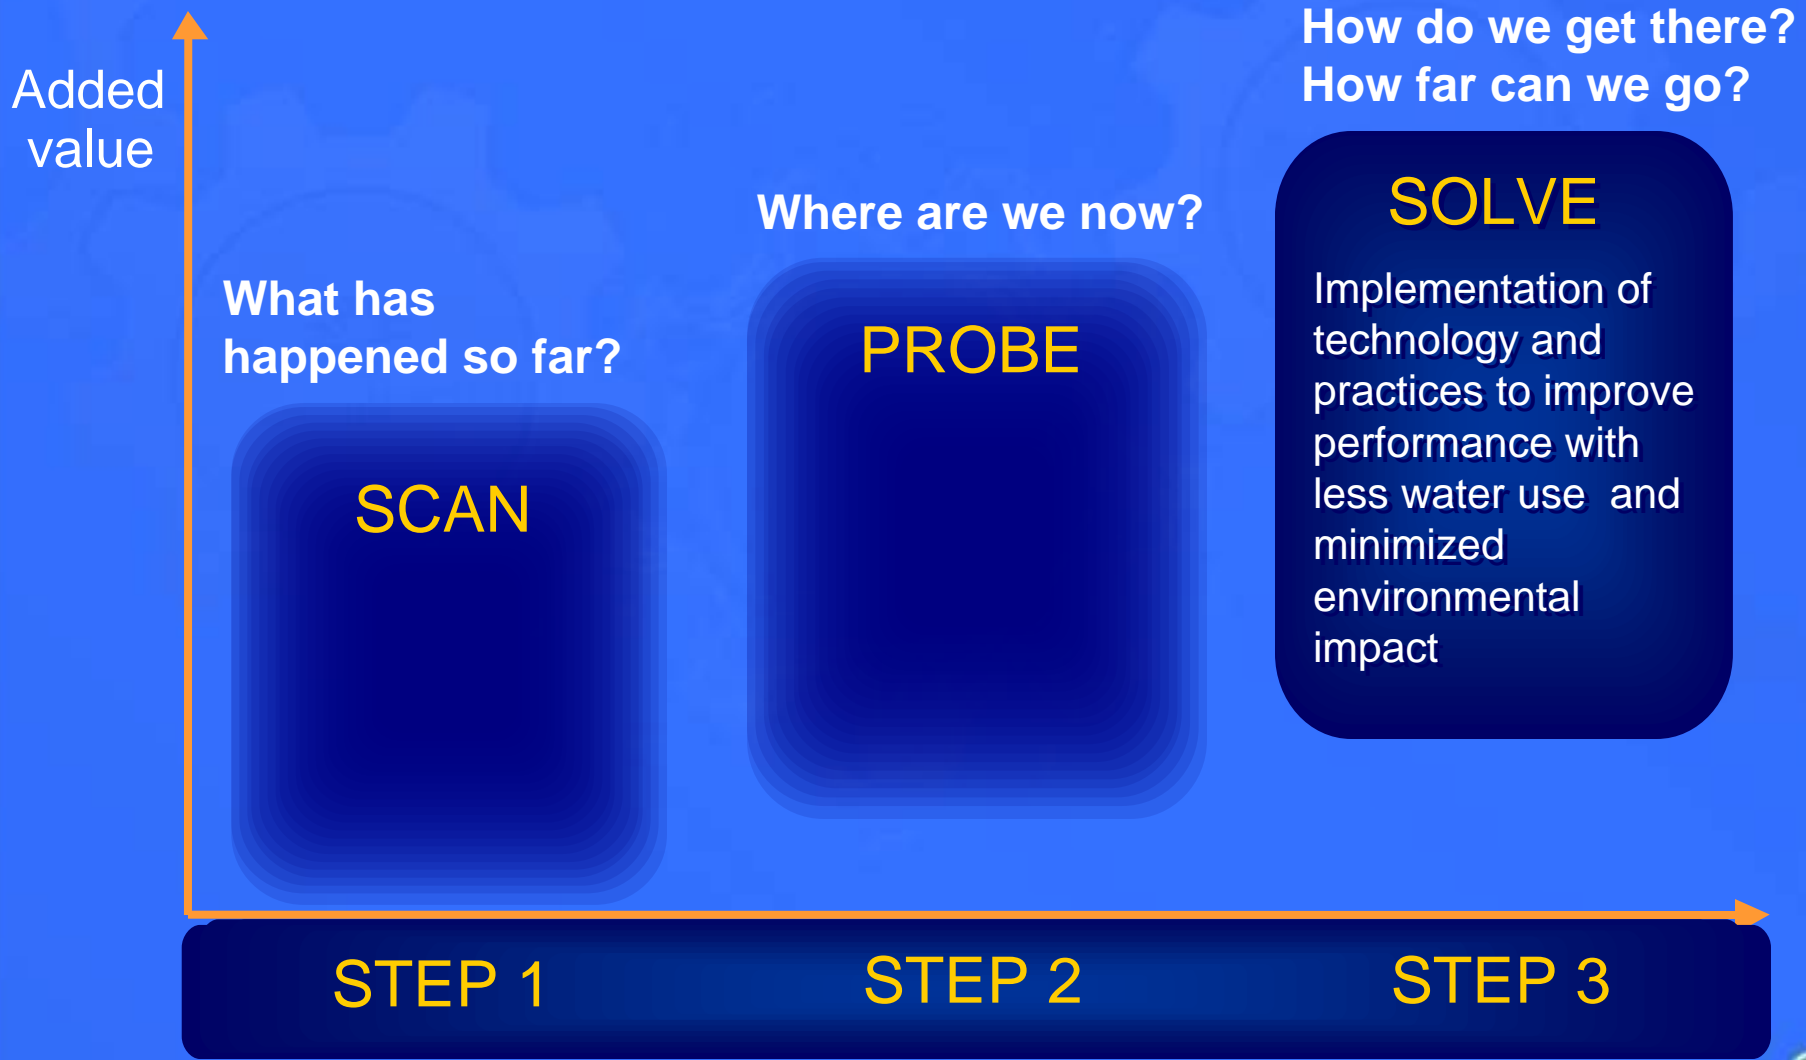 Added
value
What has
happened so far?
SCAN
Where are we now?
PROBE
How do we get there?
How far can we go?
SOLVE
Implementation of
technology and
practices to improve
performance with
less water use and
minimized
environmental
impact
STEP 1
STEP 2
STEP 3